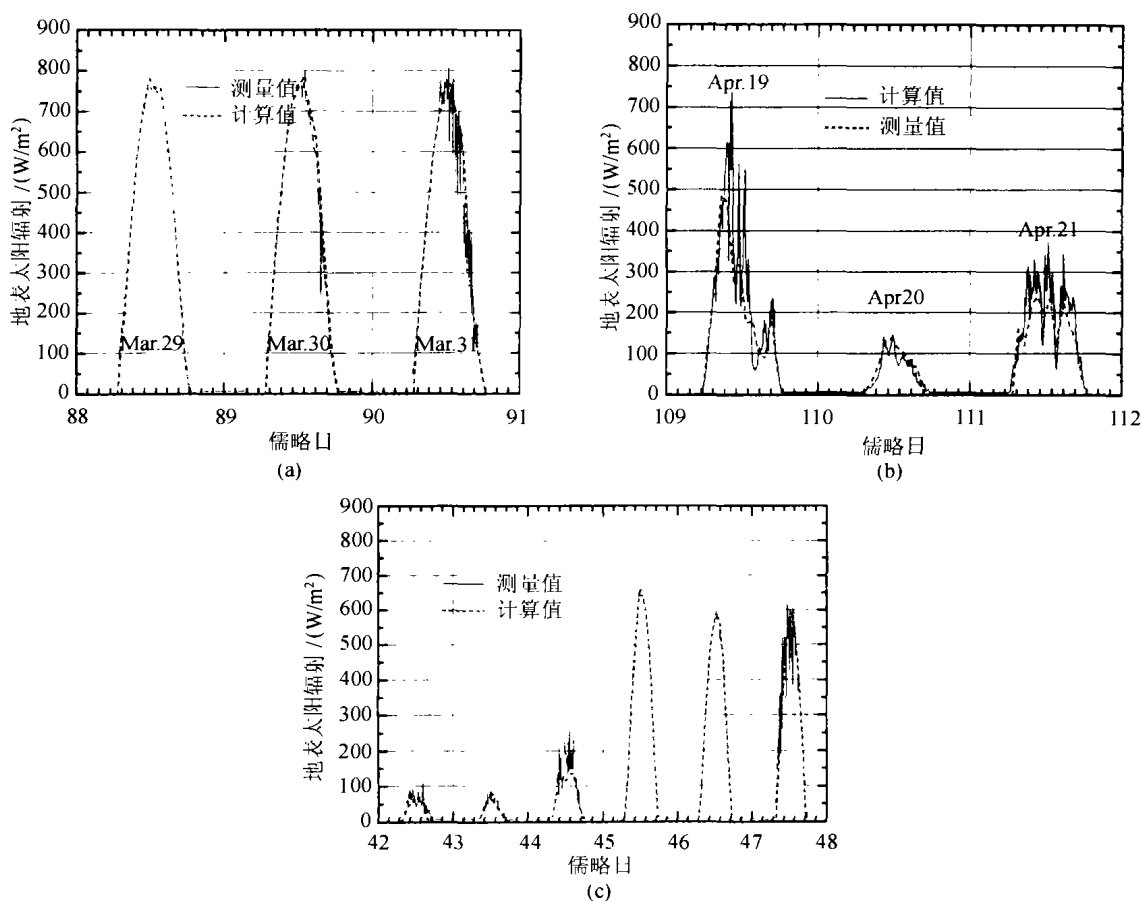 地表太阳辐射/(W/m²)
900
800
700
600
500
400
300
200
100
0
测量值
计算值
Mar.29
Mar.30
Mar.31
88
89
90
91
儒略日
(a)
地表太阳辐射/(W/m²)
900
800
700
600
500
400
300
200
100
0
Apr.19
计算值
测量值
Apr.21
Apr20
109
110
111
112
儒略日
(b)
地表太阳辐射/(W/m²)
900
800
700
600
500
400
300
200
100
0
测量值
计算值
42
43
44
45
46
47
48
儒略日
(c)